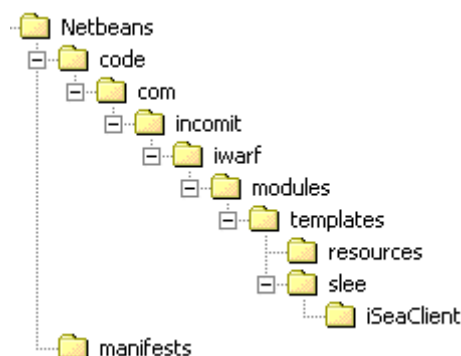 Netbeans
code
com
incomit
iwarf
modules
templates
resources
slee
iSeaClient
manifests